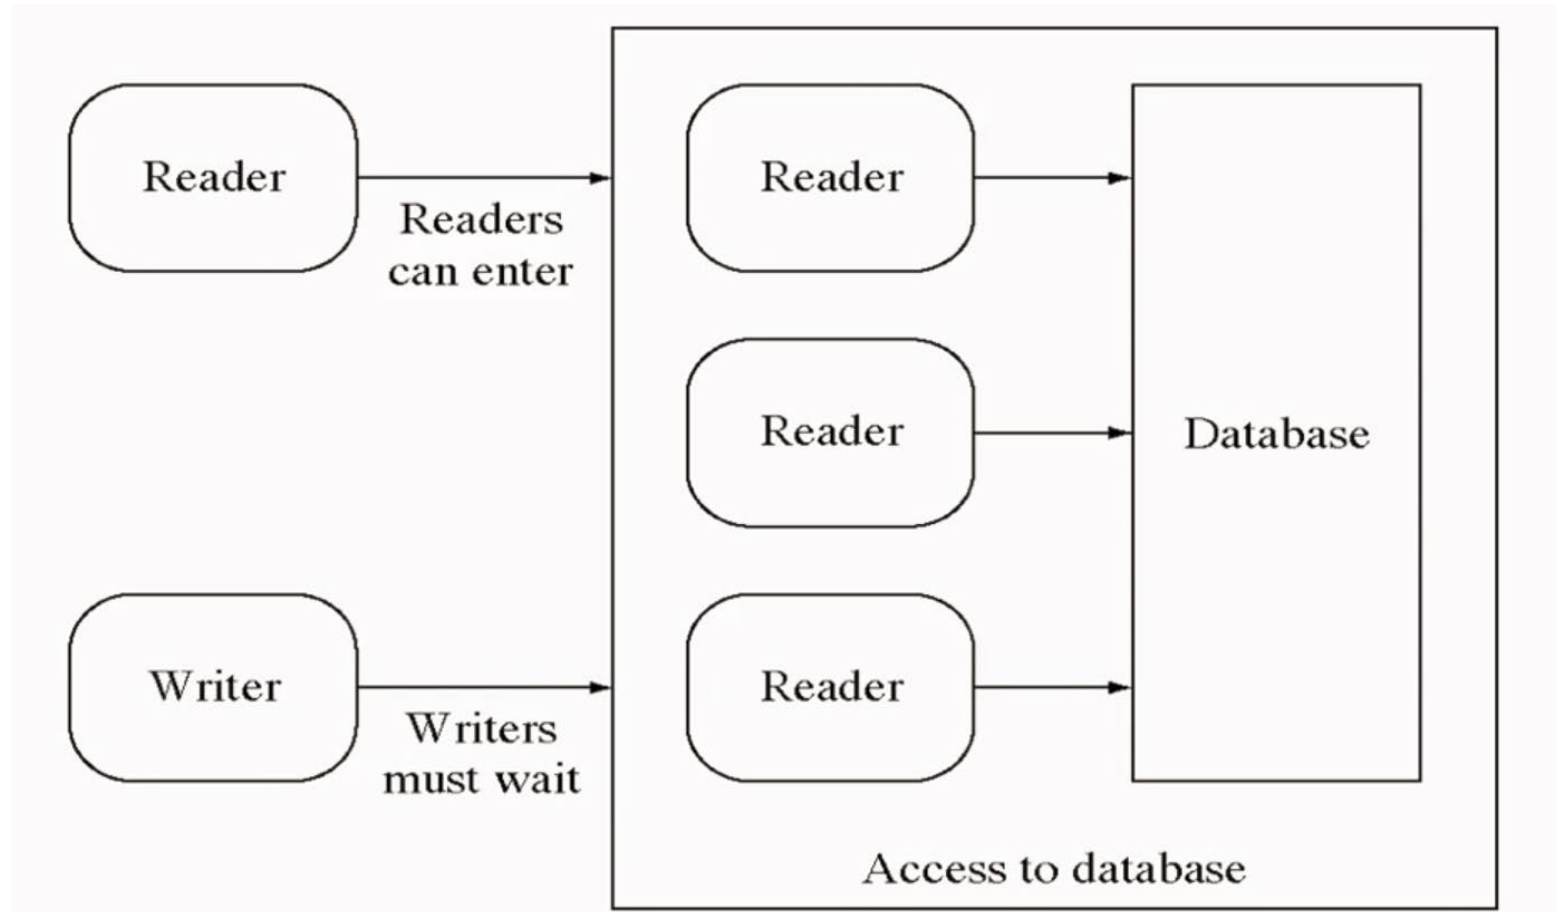 Reader
Readers
can enter
Reader
Reader
Database
Writer
Writers
must wait
Reader
Access to database